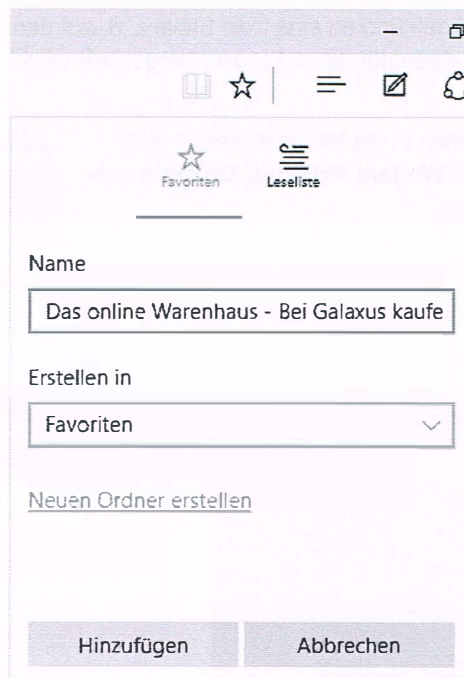 Favoriten
Leseliste
Name
Das online Warenhaus - Bei Galaxus kaufe
Erstellen in
Favoriten
Neuen Ordner erstellen
Hinzufügen
Abbrechen